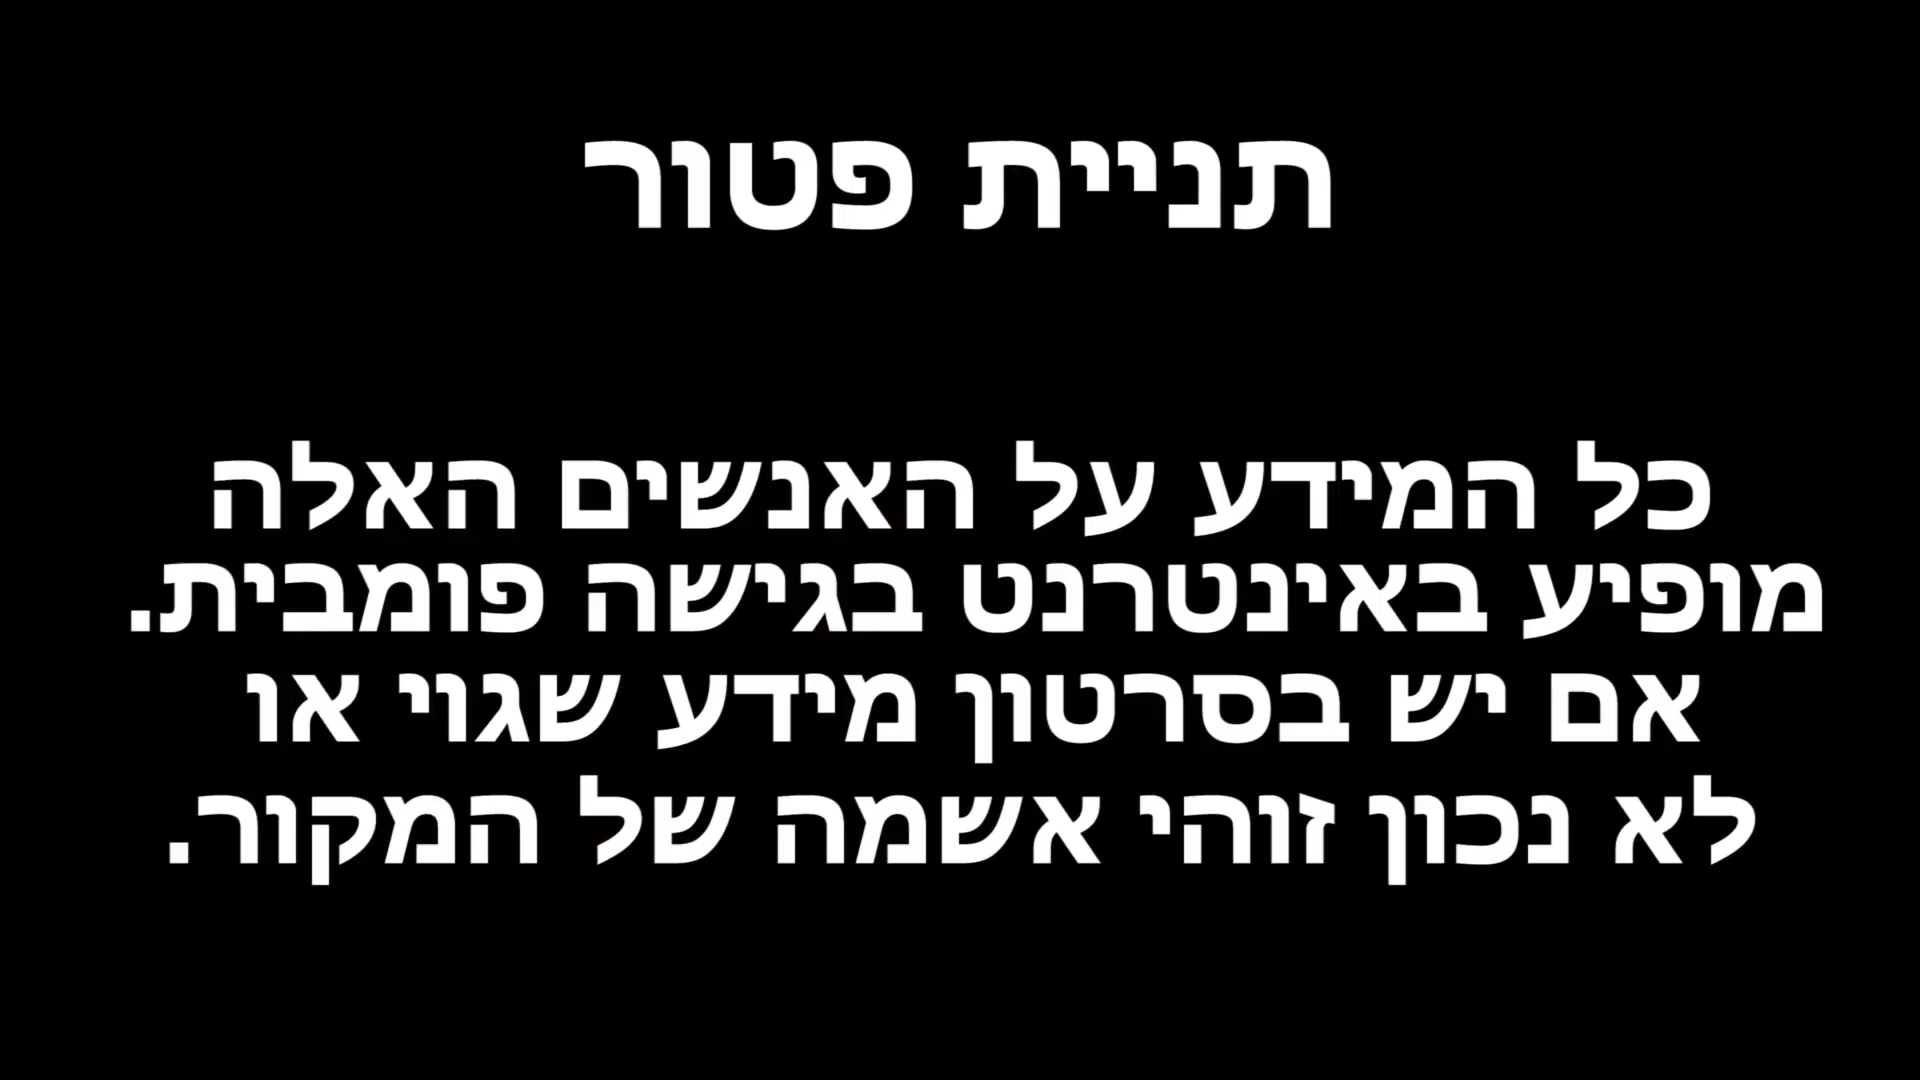 תניית פטור
כל המידע על האנשים האלה
מופיע באינטרנט בגישה פומבית.
אם יש בסרטון מידע שגוי או
לא נכון זוהי אשמה של המקור.